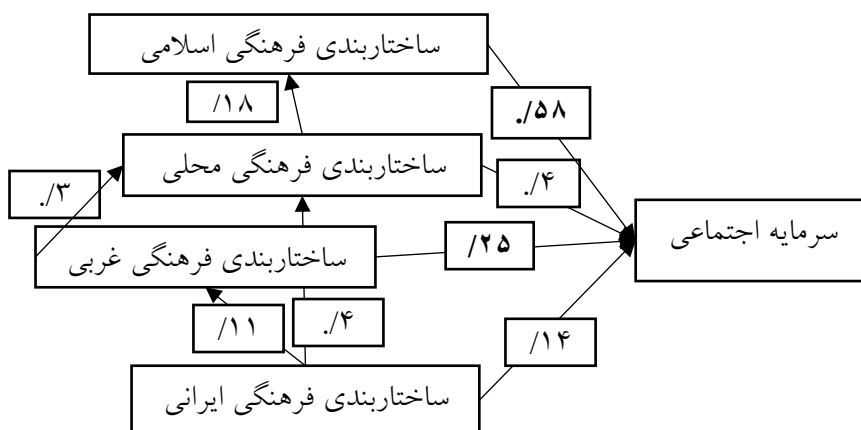 ساختاربندی فرهنگی اسلامی
/۱۸
./۵۸
ساختاربندی فرهنگی محلی
./۴
./۳
سرمایه اجتماعی
ساختاربندی فرهنگی غربی
/۲۵
/۱۱
./۴
/۱۴
ساختاربندی فرهنگی ایرانی